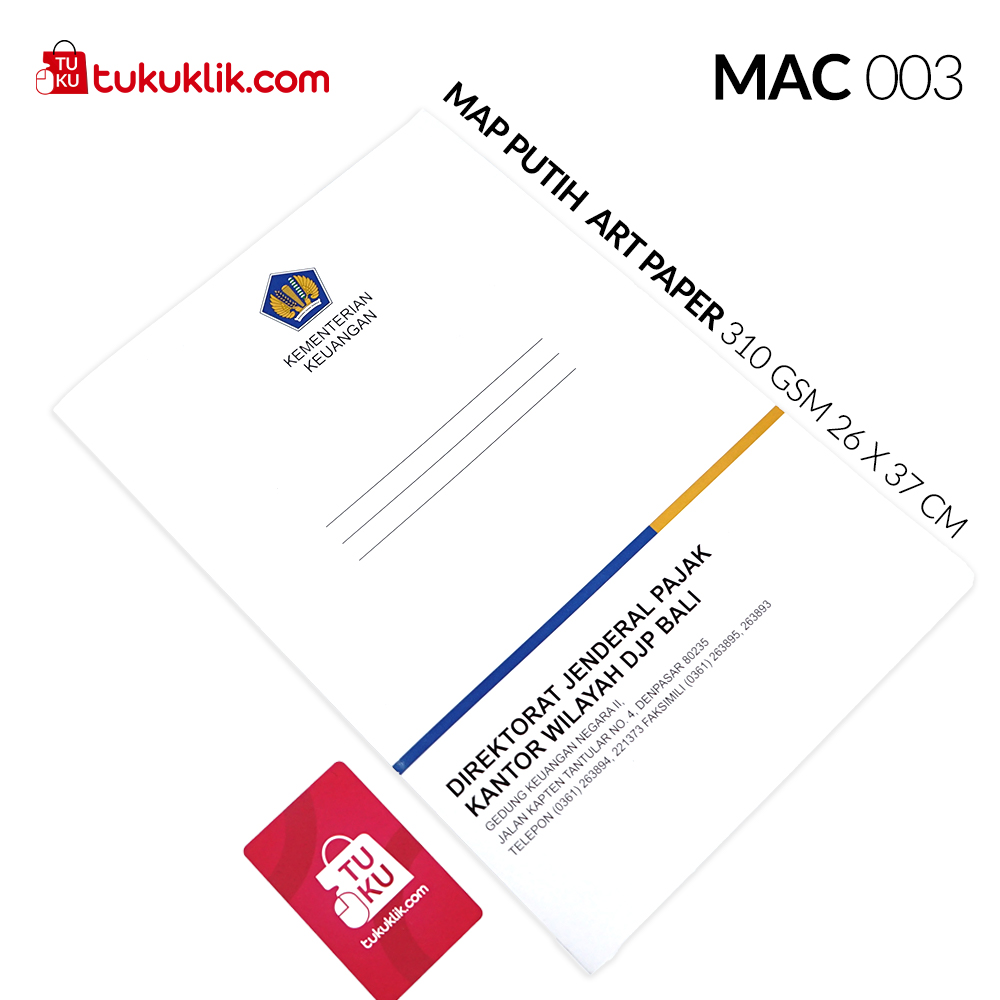 TU
KU
tukuklik.com
MAC 003
MAP PUTIH ART PAPER 310 GSM 26 X 37 CM
KEMENTERIAN
KEUANGAN
DIREKTORAT JENDERAL PAJAK
KANTOR WILAYAH DJP BALI
GEDUNG KEUANGAN NEGARA II,
JALAN KAPTEN TANTULAR NO. 4, DENPASAR 80235
TELEPON (0361) 263894, 221373 FAKSIMILI (0361) 263895, 263893
TU
KU
tukuklik.com